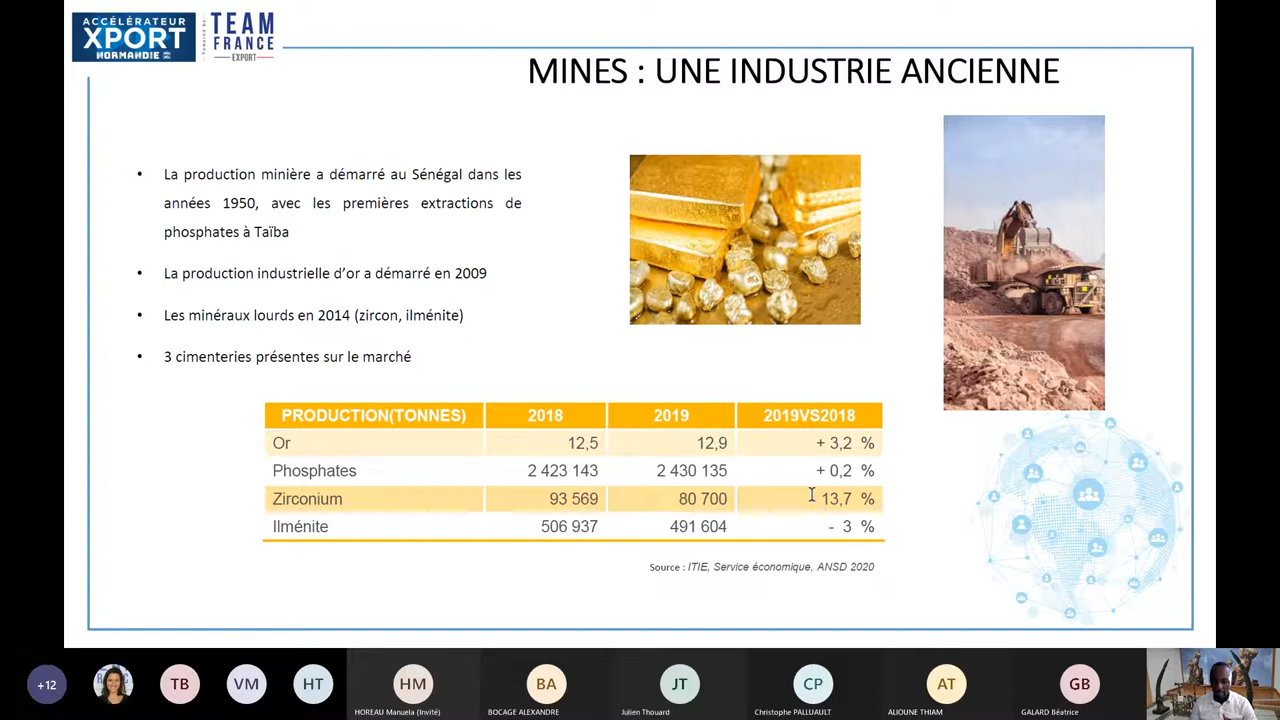 ACCÉLÉRATEUR
XPORT
NORMANDIE
Powered by
TEAM
FRANCE
EXPORT
MINES : UNE INDUSTRIE ANCIENNE
• La production minière a démarré au Sénégal dans les
années 1950, avec les premières extractions de
phosphates à Taïba
• La production industrielle d’or a démarré en 2009
• Les minéraux lourds en 2014 (zircon, ilménite)
• 3 cimenteries présentes sur le marché
PRODUCTION(TONNES) 2018 2019 2019VS2018
Or 12,5 12,9 + 3,2 %
Phosphates 2 423 143 2 430 135 + 0,2 %
Zirconium 93 569 80 700 13,7 %
Ilménite 506 937 491 604 - 3 %
Source : ITIE, Service économique, ANSD 2020
+12 TB VM HT HM BA JT CP AT GB
HOREAU Manuela (Invité) BOCAGE ALEXANDRE Julien Thouard Christophe PALLUAULT ALIOUNE THIAM GALARD Béatrice